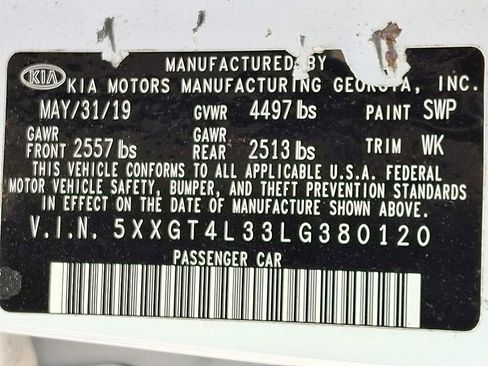 MANUFACTURED BY
KIA KIA MOTORS MANUFACTURING GEORGIA, INC.
MAY/31/19 GVWR 4497 lbs PAINT SWP
GAWR GAWR
FRONT 2557 lbs REAR 2513 lbs TRIM WK
THIS VEHICLE CONFORMS TO ALL APPLICABLE U.S.A. FEDERAL
MOTOR VEHICLE SAFETY, BUMPER, AND THEFT PREVENTION STANDARDS
IN EFFECT ON THE DATE OF MANUFACTURE SHOWN ABOVE.
V.I.N. 5XXGT4L33LG380120
PASSENGER CAR